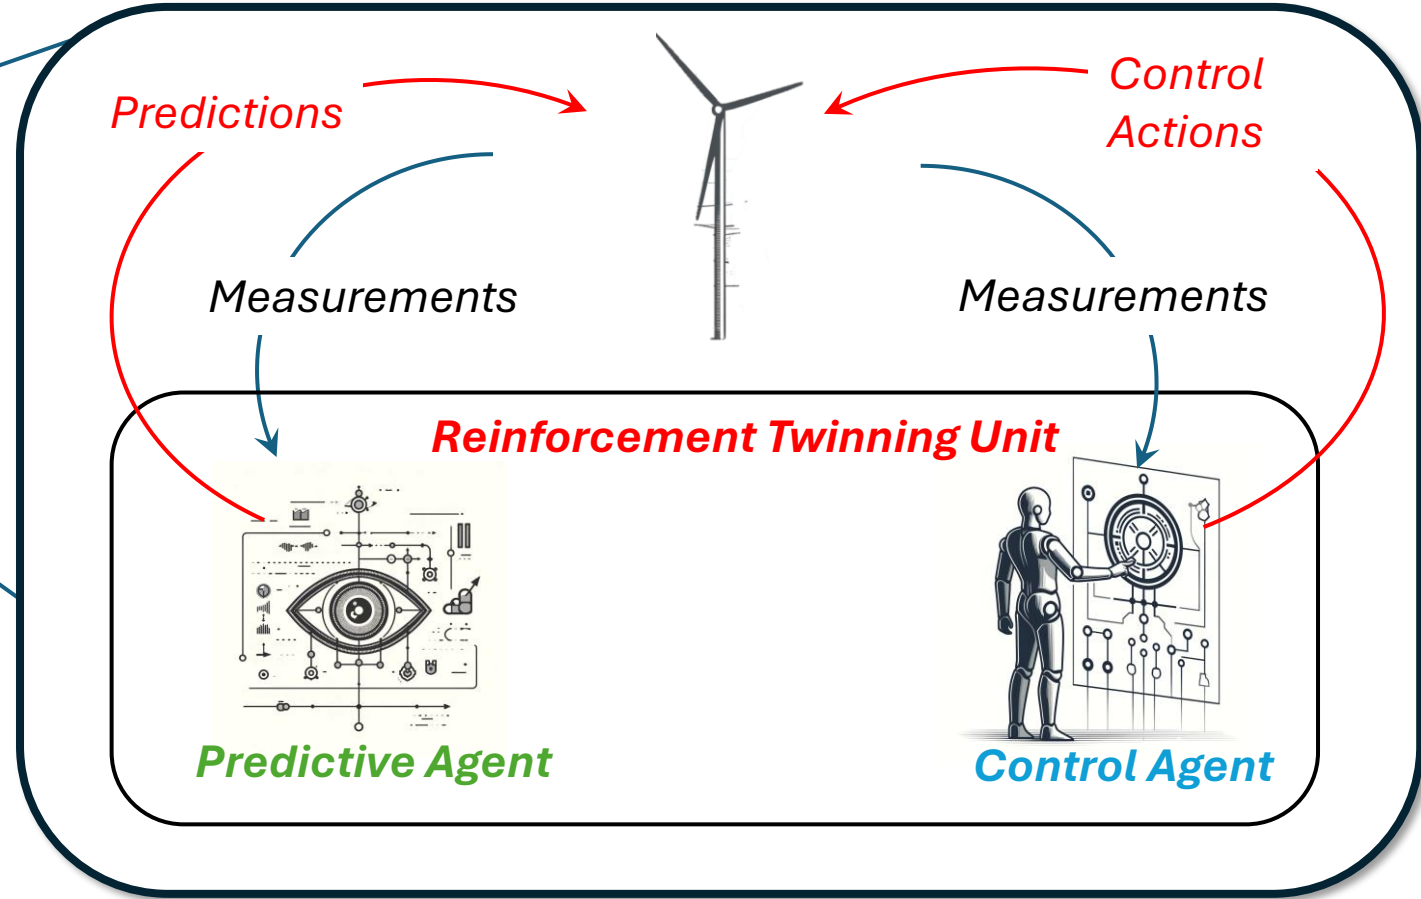 Predictions
Control
Actions
Measurements
Measurements
Reinforcement Twinning Unit
Predictive Agent
Control Agent